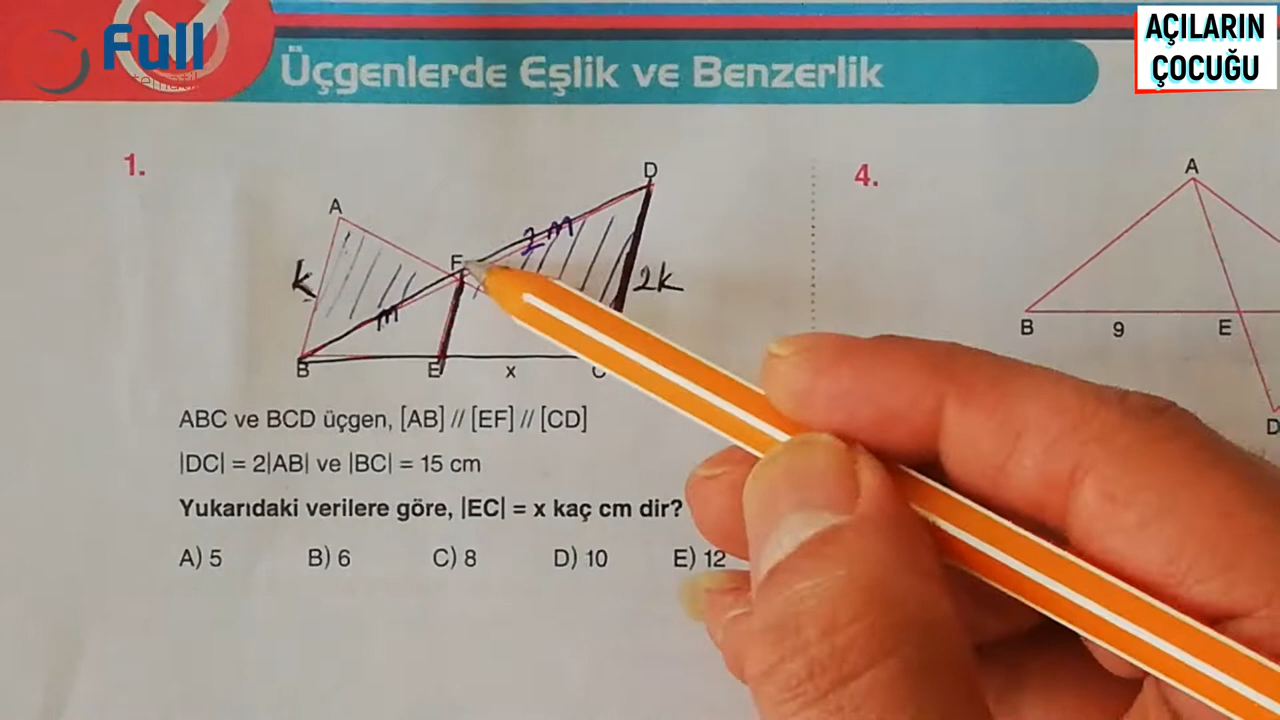 Full
AÇILARIN
ÇOCUĞU
Üçgenlerde Eşlik ve Benzerlik
1.
A
D
F
k
m
2m
2k
B
E
x
C
ABC ve BCD üçgen, [AB] // [EF] // [CD]
|DC| = 2|AB| ve |BC| = 15 cm
Yukarıdaki verilere göre, |EC| = x kaç cm dir?
A) 5 B) 6 C) 8 D) 10 E) 12
4.
A
B
9
E
D